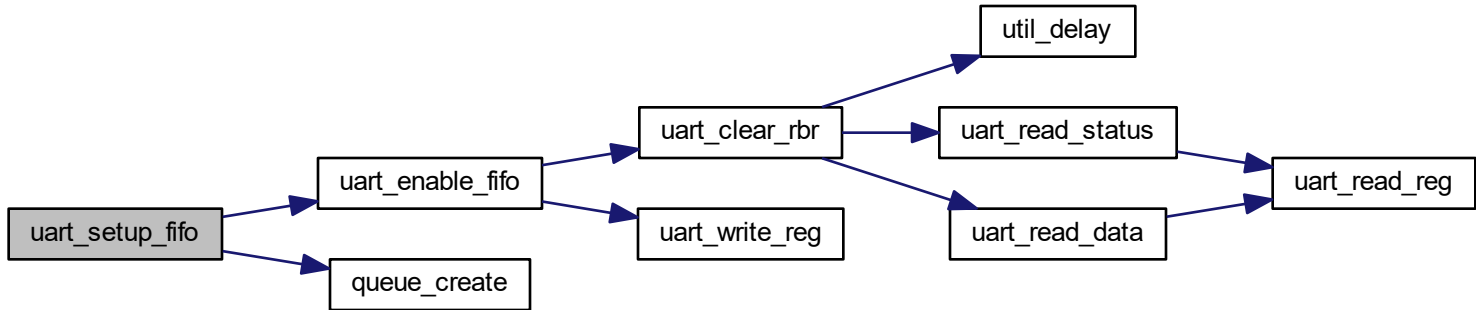 util_delay
uart_clear_rbr
uart_read_status
uart_enable_fifo
uart_read_reg
uart_setup_fifo
uart_write_reg
uart_read_data
queue_create